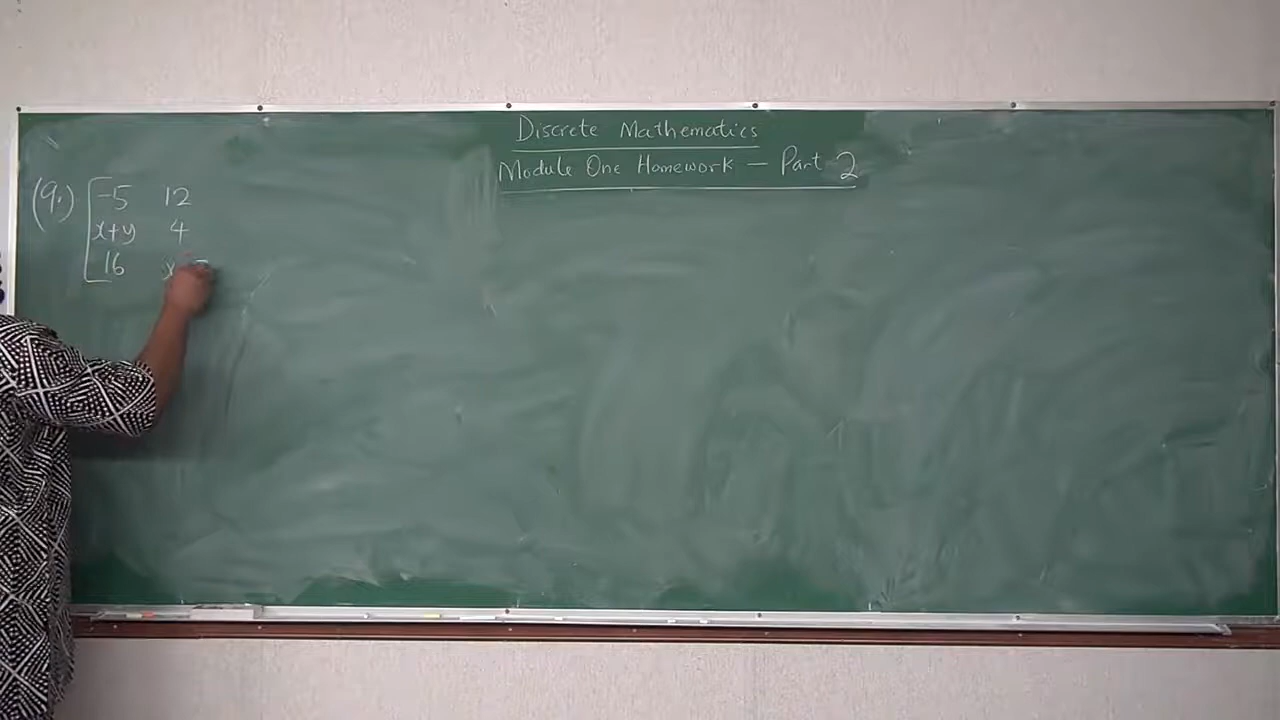 Discrete Mathematics
Module One Homework - Part 2
(9.) -5 12
x+y 4
16 x